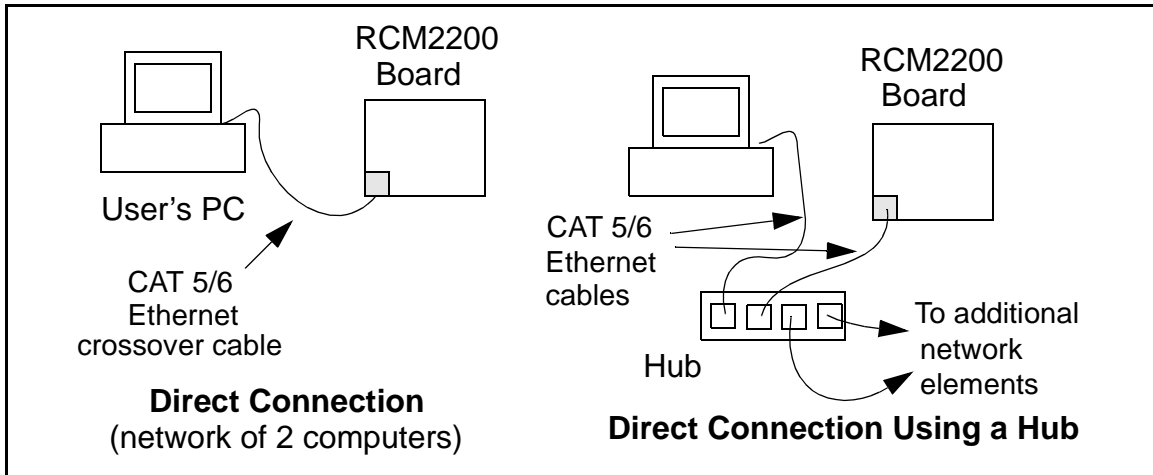 RCM2200
Board
User's PC
CAT 5/6
Ethernet
crossover cable
Direct Connection
(network of 2 computers)
RCM2200
Board
CAT 5/6
Ethernet
cables
Hub
To additional
network
elements
Direct Connection Using a Hub